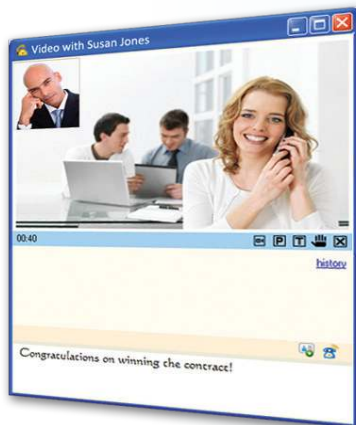 Video with Susan Jones
00:40
P T
history
Congratulations on winning the contract!